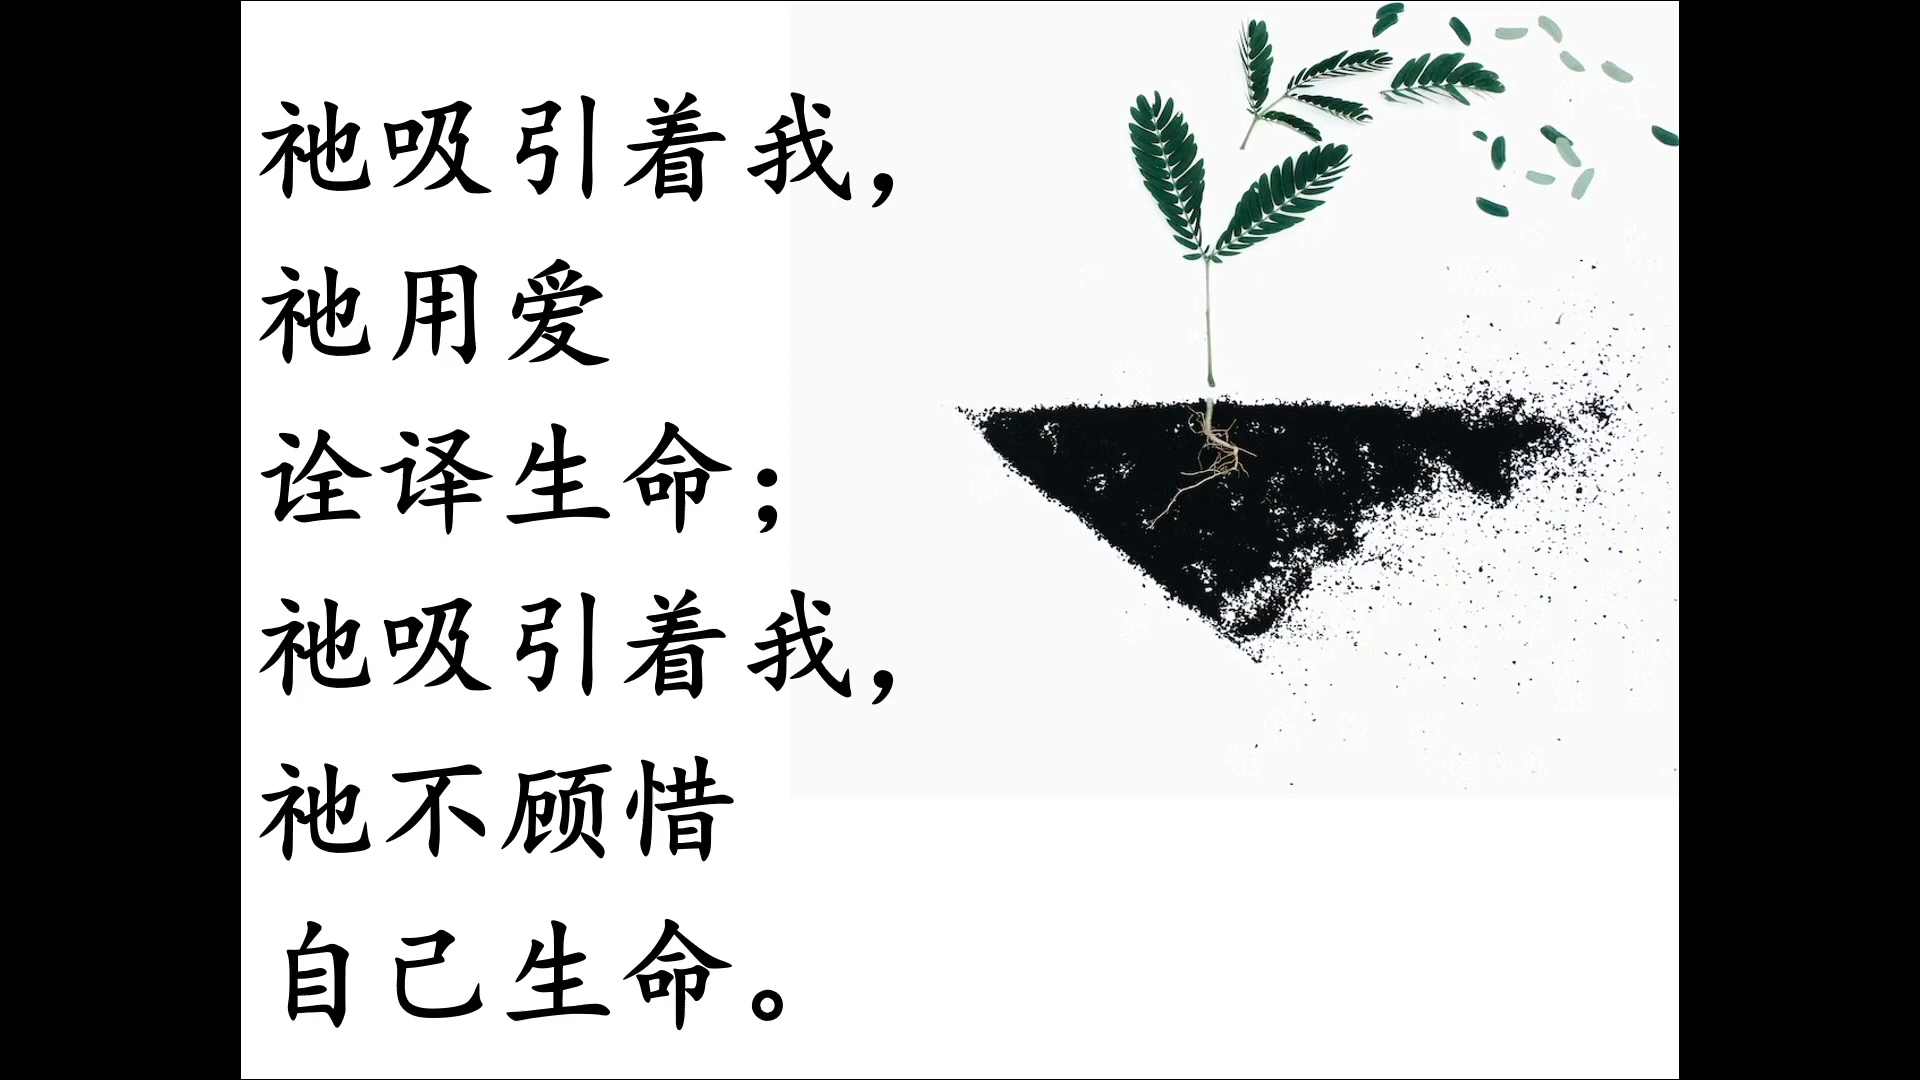 祂吸引着我，
祂用爱
诠译生命；
祂吸引着我，
祂不顾惜
自己生命。